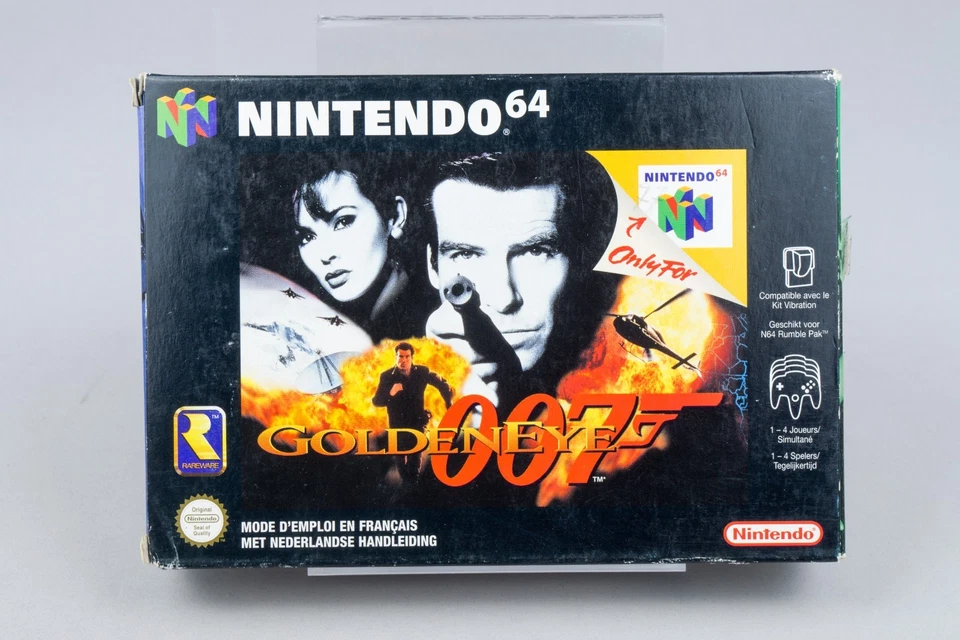 NINTENDO64®
NINTENDO64
Only For
Compatible avec le
Kit Vibration
Geschikt voor
N64 Rumble Pak™
1 – 4 Joueurs/
Simultané
1 – 4 Spelers/
Tegelijkertijd
GOLDENEYE 007
TM*
R TM
RAREWARE
Original
Nintendo
Seal of
Quality
MODE D'EMPLOI EN FRANÇAIS
MET NEDERLANDSE HANDLEIDING
Nintendo®